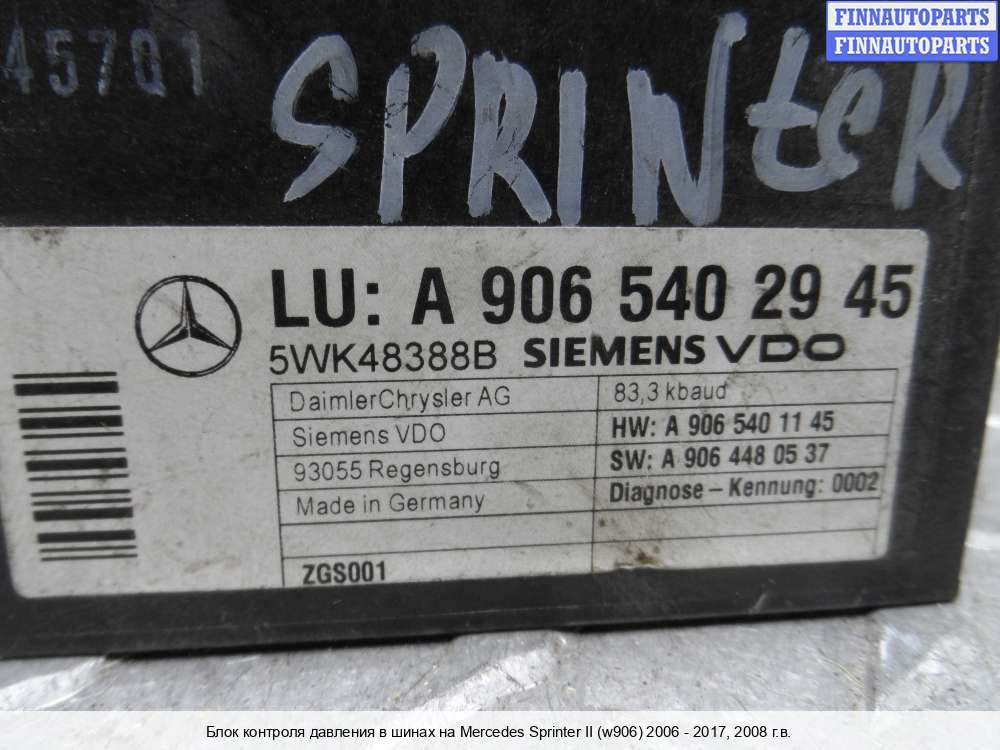 FINNAUTOPARTS
FINNAUTOPARTS
457Q1
SPRINtER
LU: A 906 540 29 45
5WK48388B SIEMENS VDO
DaimlerChrysler AG
83,3 kbaud
Siemens VDO
HW: A 906 540 11 45
93055 Regensburg
SW: A 906 448 05 37
Made in Germany
Diagnose – Kennung: 0002
ZGS001
Блок контроля давления в шинах на Mercedes Sprinter II (w906) 2006 - 2017, 2008 г.в.